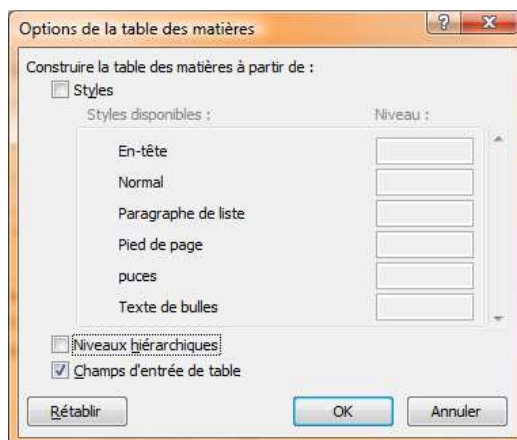 Options de la table des matières
Construire la table des matières à partir de :
Styles
Styles disponibles : Niveau :
En-tête
Normal
Paragraphe de liste
Pied de page
puces
Texte de bulles
Niveaux hiérarchiques
Champs d'entrée de table
Rétablir OK Annuler